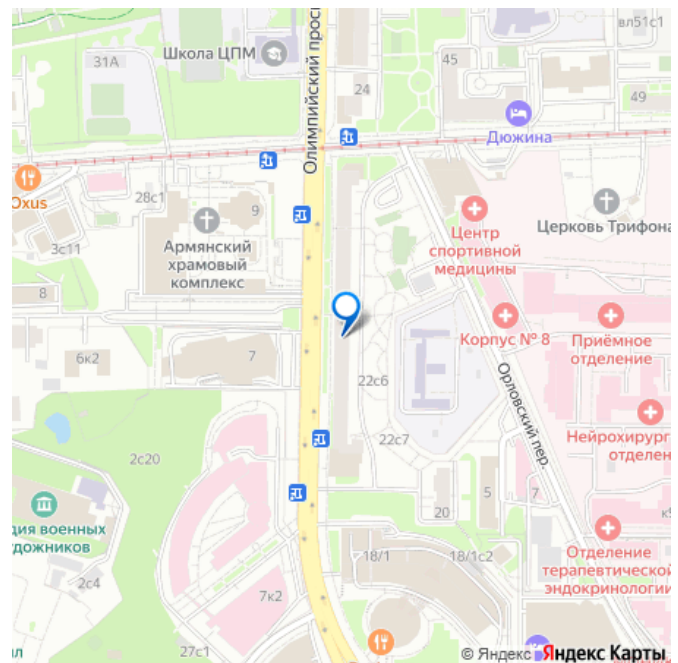 вл51с1
Школа ЦПМ
31А
45
Олимпийский просп
24
49
Дюжина
Oxus
28с1
9
Церковь Трифона
Центр
спортивной
медицины
Армянский
храмовый
комплекс
3с11
8
Корпус № 8
Приёмное
отделение
6к2
7
22с6
Орловский пер.
Нейрохирург
отделен
22с7
2с20
5
7
к5
20
дия военных
удожников
Отделение
терапевтической
эндокринологии
18/1
18/1с2
2с4
7к2
27с1
© Яндекс Яндекс Карты